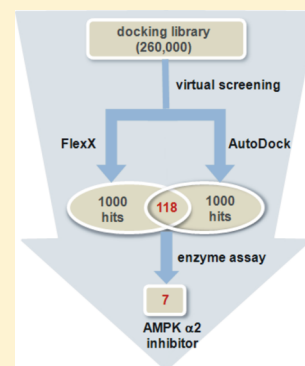 docking library
(260,000)
virtual screening
FlexX
AutoDock
1000
hits
118
1000
hits
enzyme assay
7
AMPK α2
inhibitor